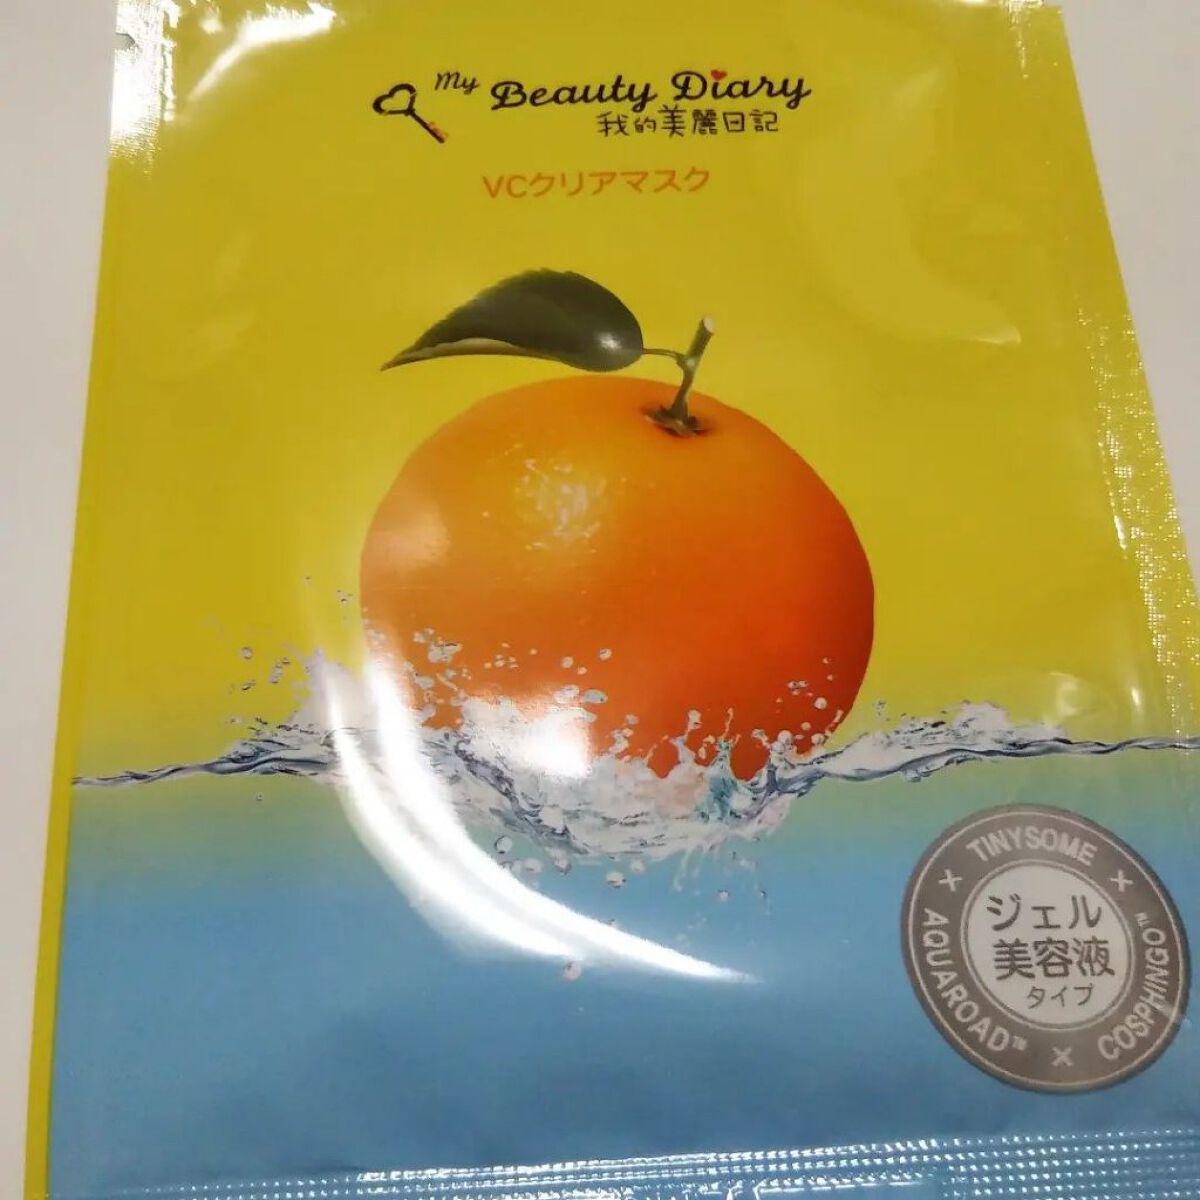 My Beauty Diary
我的美麗日記
VCクリアマスク
TINYSOME
×
COSPHINGO™
×
AQUAROAD™
×
ジェル
美容液
タイプ